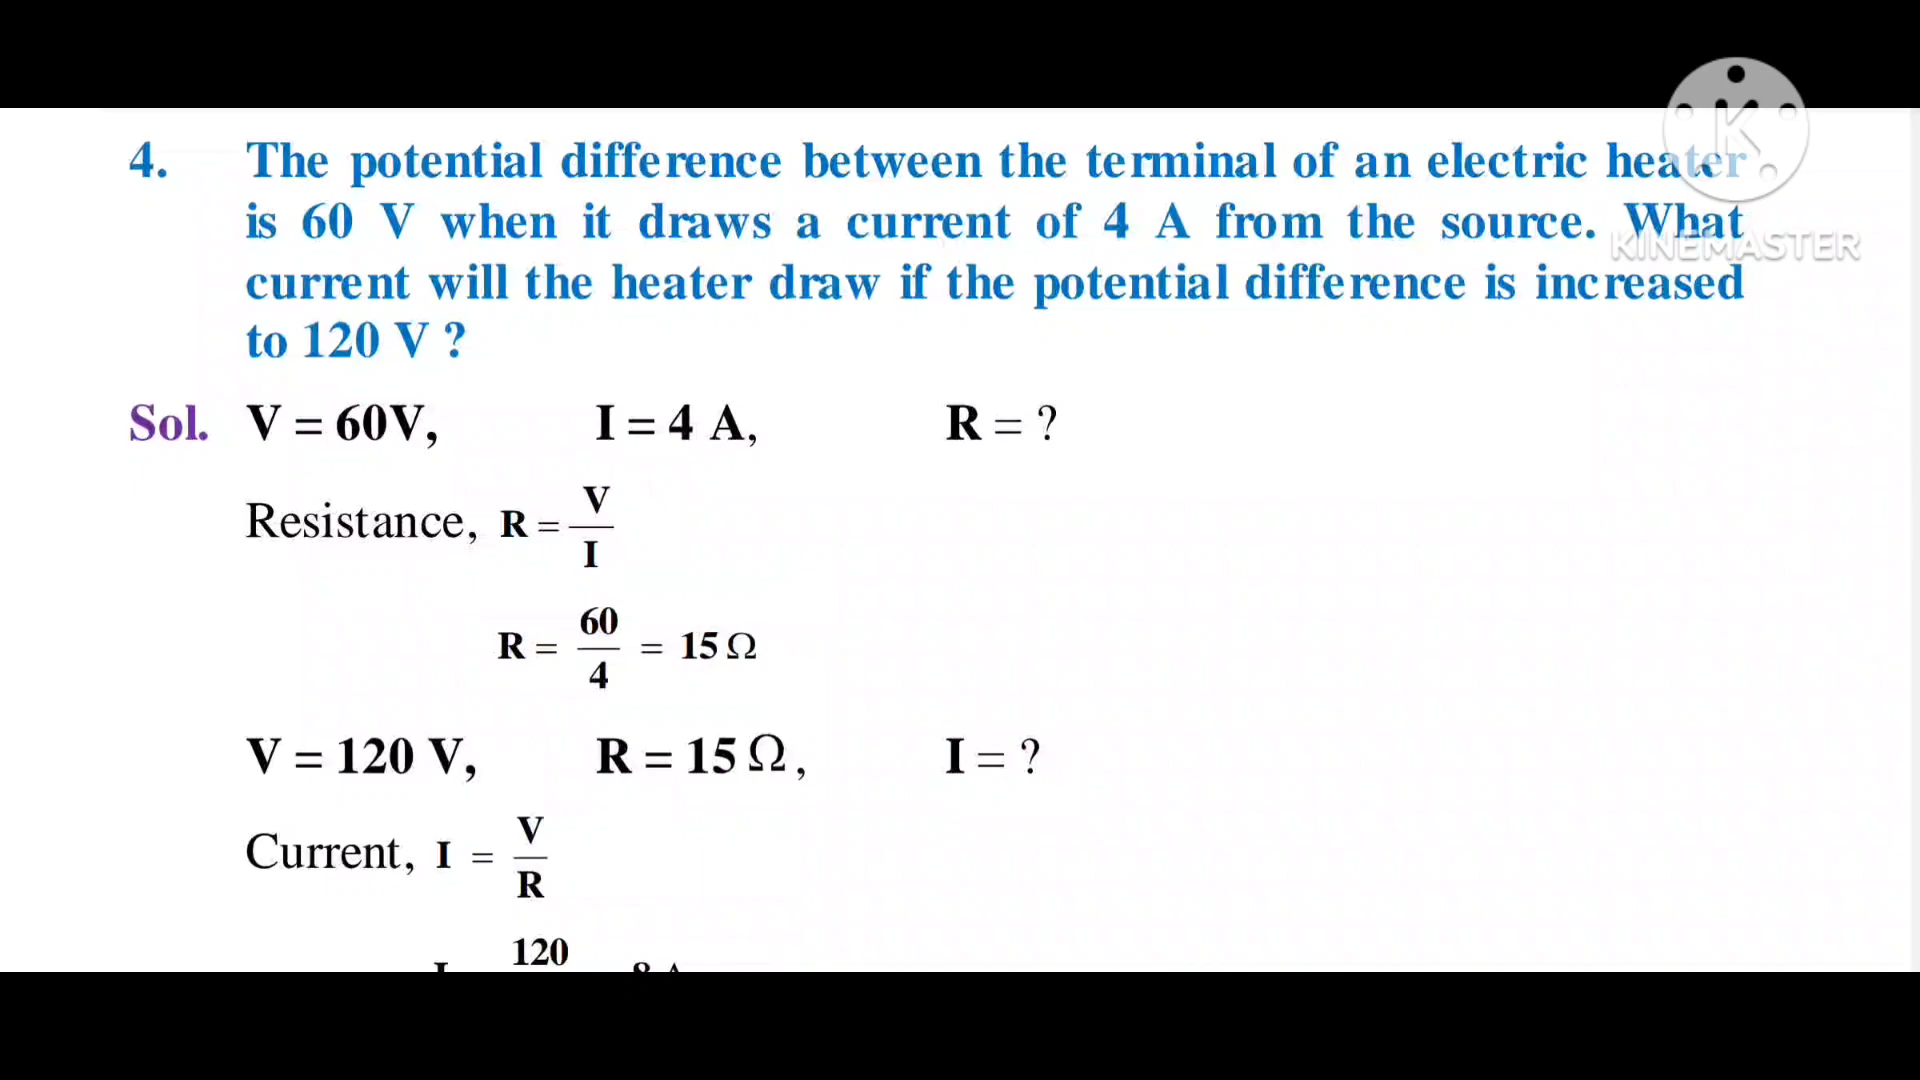 4. The potential difference between the terminal of an electric heater
is 60 V when it draws a current of 4 A from the source. What
current will the heater draw if the potential difference is increased
to 120 V ?
Sol. V = 60V, I = 4 A, R = ?
Resistance, R = V/I
R = 60/4 = 15 Ω
V = 120 V, R = 15 Ω, I = ?
Current, I = V/R
120
K
KINEMASTER